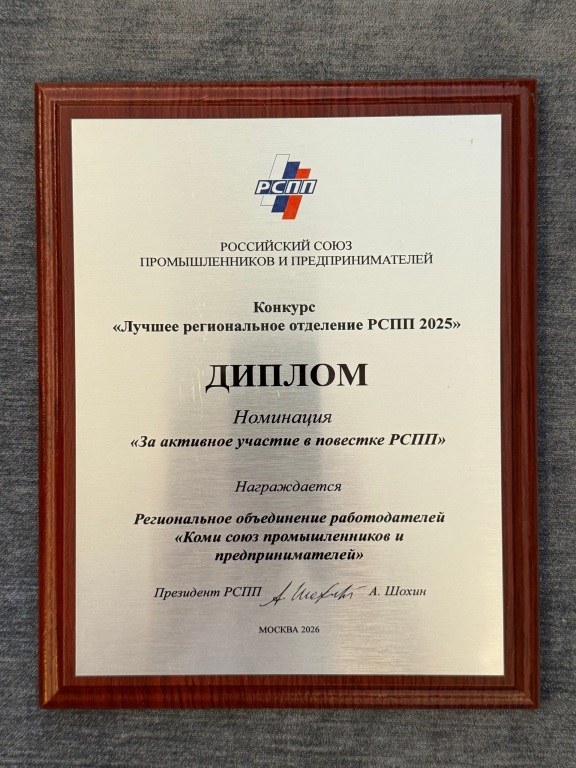 РСПП
РОССИЙСКИЙ СОЮЗ
ПРОМЫШЛЕННИКОВ И ПРЕДПРИНИМАТЕЛЕЙ
Конкурс
«Лучшее региональное отделение РСПП 2025»
ДИПЛОМ
Номинация
«За активное участие в повестке РСПП»
Награждается
Региональное объединение работодателей
«Коми союз промышленников и
предпринимателей»
Президент РСПП А. Шохин
МОСКВА 2026